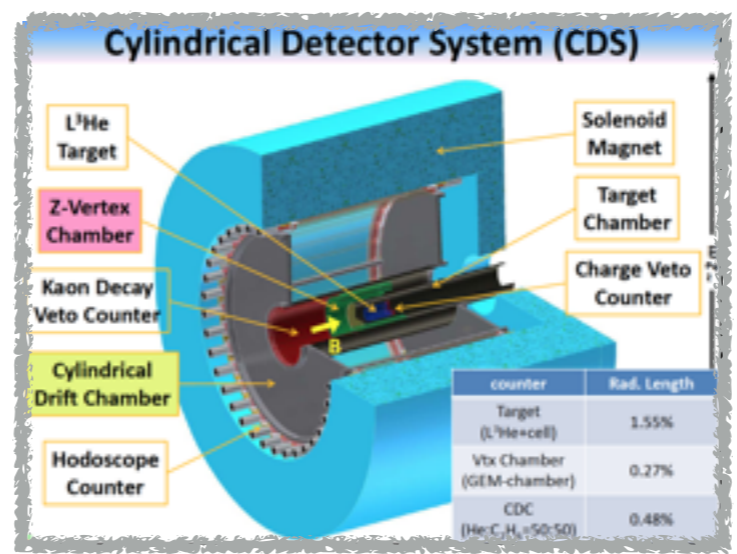 Cylindrical Detector System (CDS)
L³He
Target
Z-Vertex
Chamber
Kaon Decay
Veto Counter
Cylindrical
Drift Chamber
Hodoscope
Counter
Solenoid
Magnet
Target
Chamber
Charge Veto
Counter
B
counter Rad. Length
Target
(L³He+cell) 1.55%
Vtx Chamber
(GEM-chamber) 0.27%
CDC
0.48%